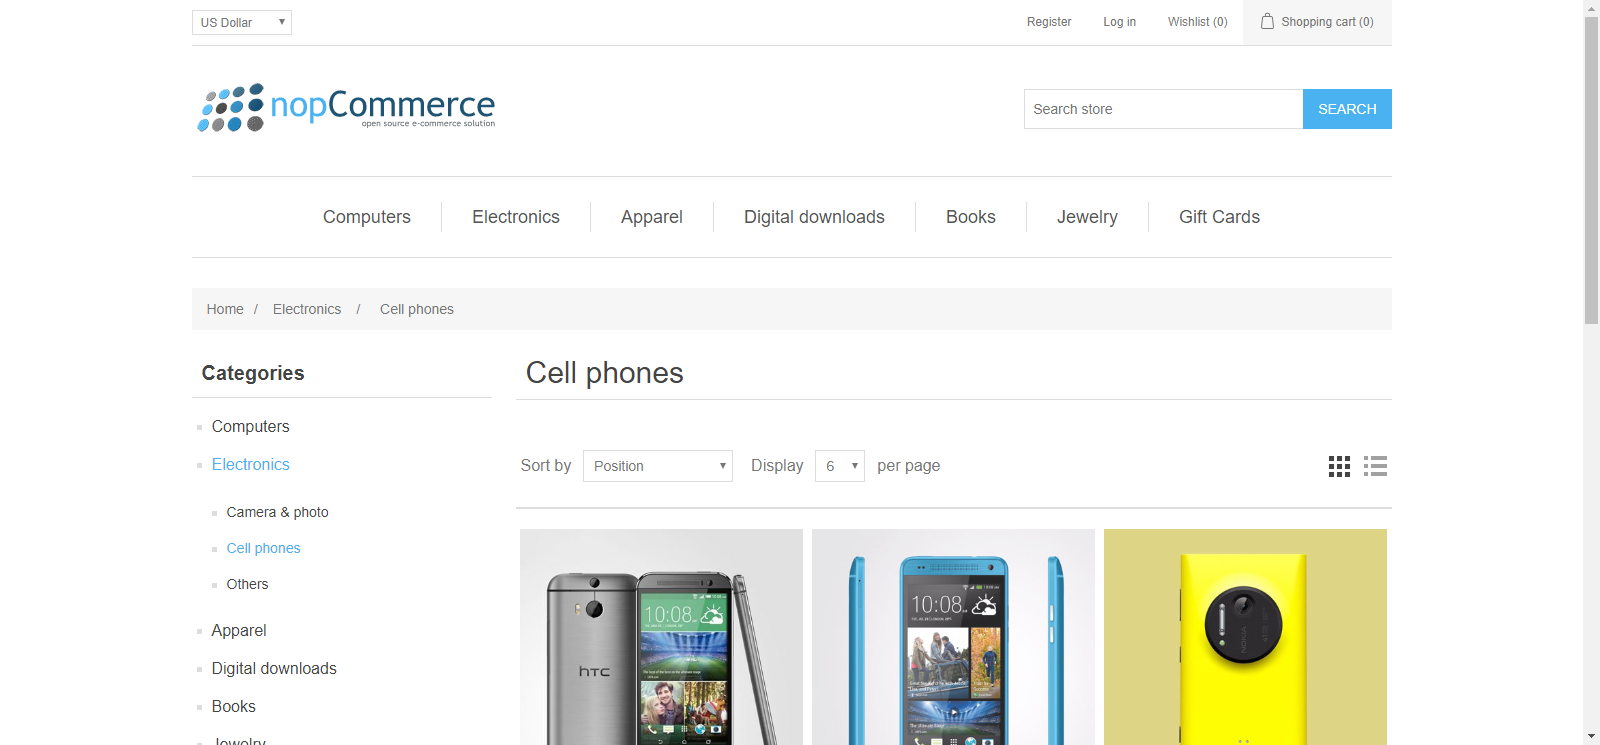 US Dollar
Register
Log in
Wishlist (0)
Shopping cart (0)
nopCommerce
open source e-commerce solution
Search store
SEARCH
Computers
Electronics
Apparel
Digital downloads
Books
Jewelry
Gift Cards
Home / Electronics / Cell phones
Categories
Computers
Electronics
Camera & photo
Cell phones
Others
Apparel
Digital downloads
Books
Jewelry
Cell phones
Sort by Position Display 6 per page
hTC
10:08
10:08
NOKIA